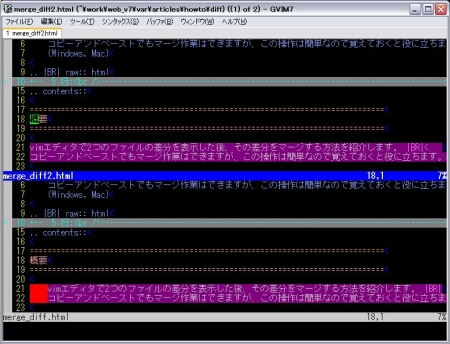 merge_diff2.html (~\work\web_v7\var\articles\howto\diff) ((1) of 2) - GVIM7
ファイル(F) 編集(E) ツール(T) シンタックス(S) バッファ(B) ウィンドウ(W) ヘルプ(H)
1 merge_diff2.html
6 コピーアンドペーストでもマージ作業はできますが、この操作は簡単なので覚えておくと役に立ちま
7 (Windows, Mac)<
8 <
9 .. |BR| raw:: html<
+ 10 +-- 5 行:<br />
15 .. contents::<
16 <
17 <
18 概要<
19 <
20 <
21 vimエディタで2つのファイルの差分を表示した後、その差分をマージする方法を紹介します。 |BR|<
22 コピーアンドペーストでもマージ作業はできますが、この操作は簡単なので覚えておくと役に立ちます。
23 <
merge_diff2.html 18,1 7%
6 コピーアンドペーストでもマージ作業はできますが、この操作は簡単なので覚えておくと役に立ちま
7 (Windows, Mac)<
8 <
9 .. |BR| raw:: html<
+ 10 +-- 5 行:<br />
15 .. contents::<
16 <
17 <
18 概要<
19 <
20 <
21 vimエディタで2つのファイルの差分を表示した後、その差分をマージする方法を紹介します。 |BR|
22 コピーアンドペーストでもマージ作業はできますが、この操作は簡単なので覚えておくと役に立ちま
23 <
merge_diff.html 18,1 7%